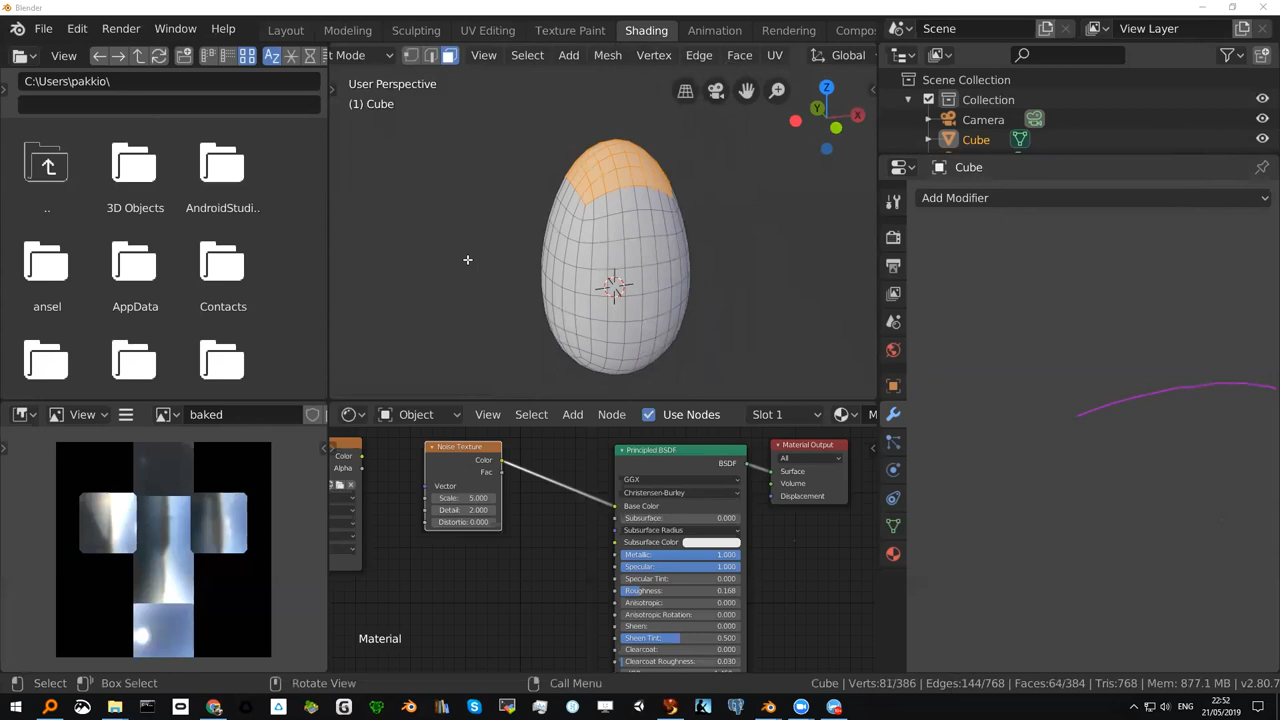 File Edit Render Window Help Layout Modeling Sculpting UV Editing Texture Paint Shading Animation Rendering Compos Scene View Layer
View t Mode View Select Add Mesh Vertex Edge Face UV Global
C:\Users\pakkio\
User Perspective
(1) Cube
X
Y
Z
Scene Collection
Collection
Camera
Cube
Cube
Add Modifier
.. 3D Objects AndroidStudi..
ansel AppData Contacts
View baked
Object View Select Add Node Use Nodes Slot 1 M
Color
Alpha
Noise Texture
Color
Fac
Vector
Scale: 5.000
Detail: 2.000
Distortio: 0.000
Principled BSDF
BSDF
GGX
Christensen-Burley
Base Color
Subsurface: 0.000
Subsurface Radius
Subsurface Color
Metallic: 1.000
Specular: 1.000
Specular Tint: 0.000
Roughness: 0.168
Anisotropic: 0.000
Anisotropic Rotation: 0.000
Sheen: 0.000
Sheen Tint: 0.500
Clearcoat: 0.000
Clearcoat Roughness: 0.030
Material Output
All
Surface
Volume
Displacement
Material
Select Box Select Rotate View Call Menu Cube | Verts:81/386 | Edges:144/768 | Faces:64/384 | Tris:768 | Mem: 877.1 MB | v2.80.7
22:52
21/05/2019